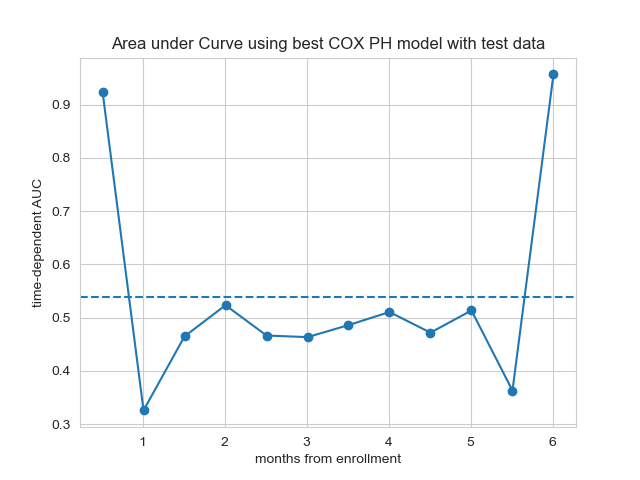 Area under Curve using best COX PH model with test data
time-dependent AUC
0.9
0.8
0.7
0.6
0.5
0.4
0.3
1 2 3 4 5 6
months from enrollment